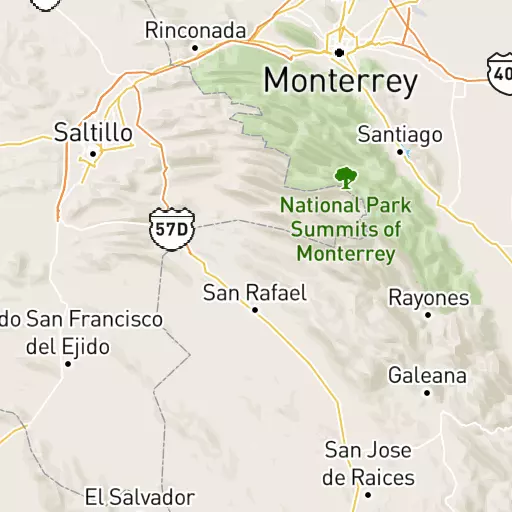 Rinconada
Monterrey
40
Saltillo
Santiago
National Park
Summits of
Monterrey
57D
San Rafael
Rayones
do San Francisco
del Ejido
Galeana
San Jose
de Raices
El Salvador